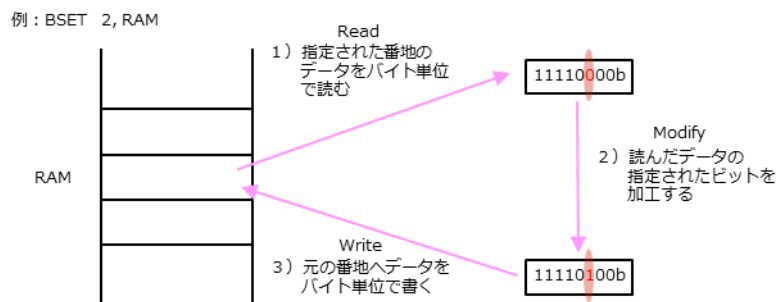 例：BSET 2, RAM
Read
1）指定された番地の
データをバイト単位
で読む
11110000b
Modify
2）読んだデータの
指定されたビットを
加工する
RAM
Write
3）元の番地へデータを
バイト単位で書く
11110100b